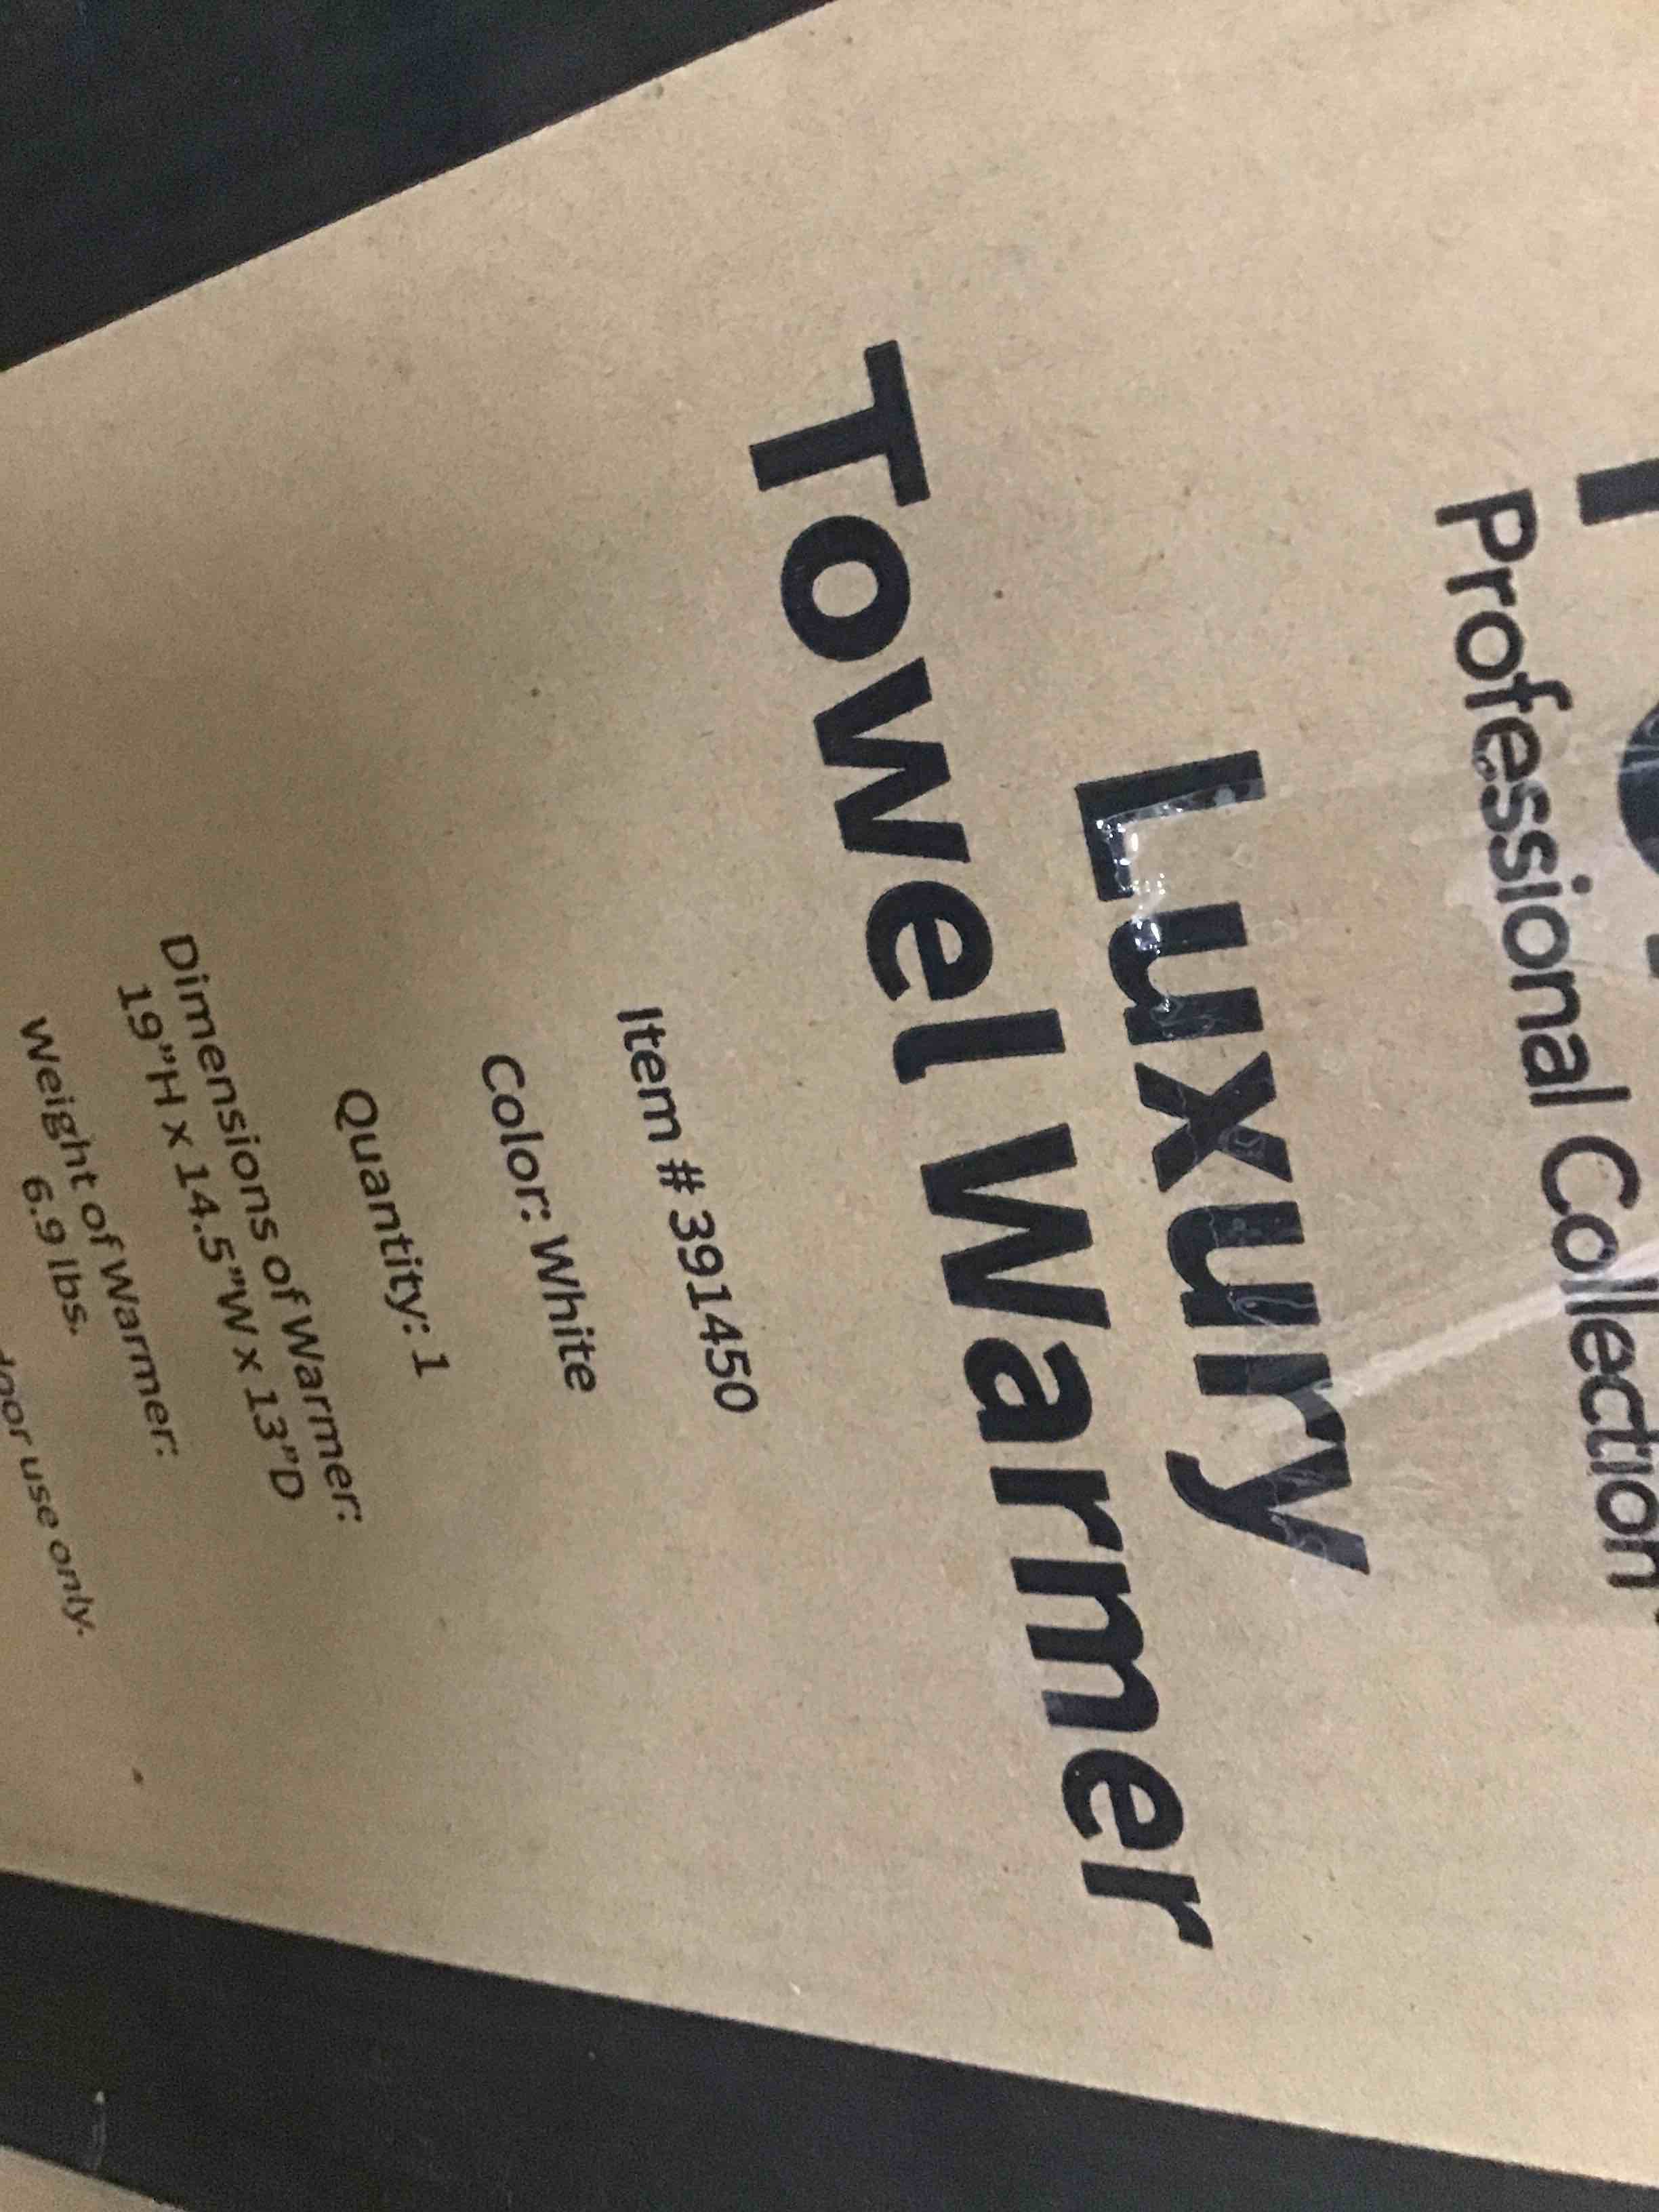 Professional Collection
Luxury
Towel Warmer
Item # 391450
Color: White
Quantity: 1
Dimensions of Warmer:
19"H x 14.5"W x 13"D
Weight of Warmer:
6.9 lbs.
use only.